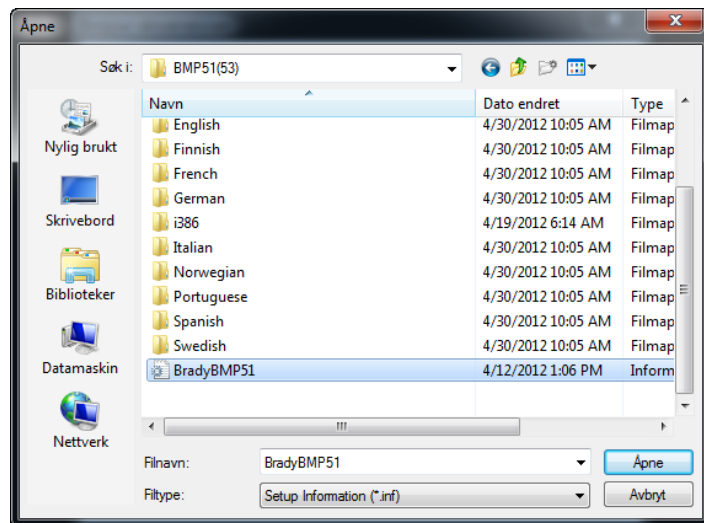 Åpne
Søk i: BMP51(53)
Navn Dato endret Type
English 4/30/2012 10:05 AM Filmap
Finnish 4/30/2012 10:05 AM Filmap
French 4/30/2012 10:05 AM Filmap
German 4/30/2012 10:05 AM Filmap
i386 4/19/2012 6:14 AM Filmap
Italian 4/30/2012 10:05 AM Filmap
Norwegian 4/30/2012 10:05 AM Filmap
Portuguese 4/30/2012 10:05 AM Filmap
Spanish 4/30/2012 10:05 AM Filmap
Swedish 4/30/2012 10:05 AM Filmap
BradyBMP51 4/12/2012 1:06 PM Inform
Nylig brukt
Skrivebord
Biblioteker
Datamaskin
Nettverk
Filnavn: BradyBMP51 Åpne
Filtype: Setup Information (*.inf) Avbryt